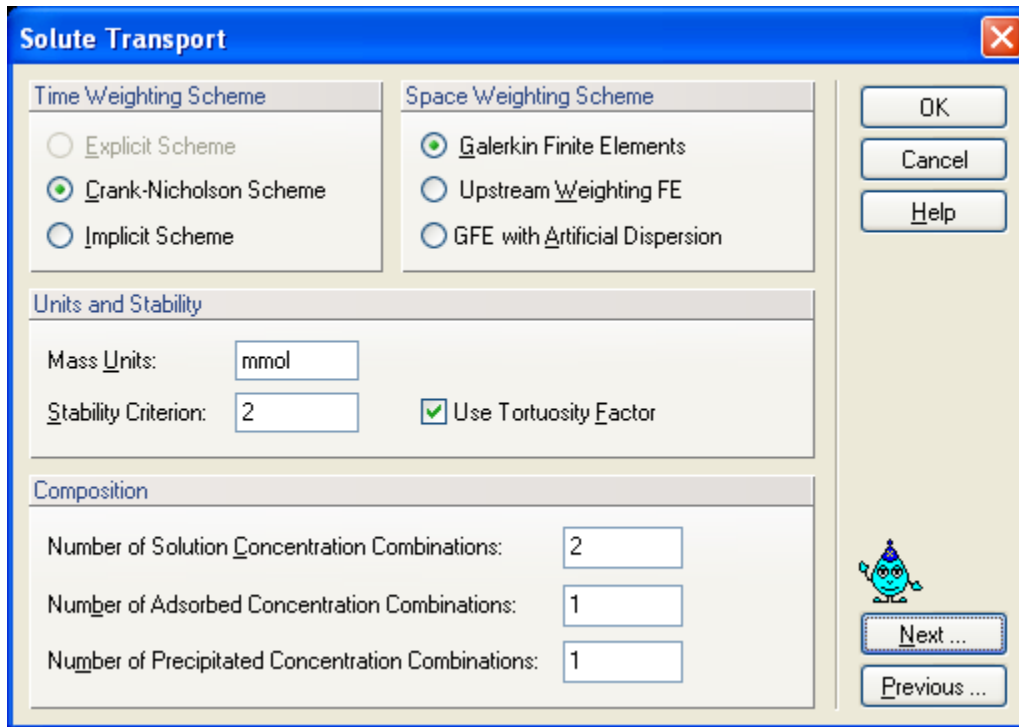 Solute Transport
Time Weighting Scheme
Explicit Scheme
Crank-Nicholson Scheme
Implicit Scheme
Space Weighting Scheme
Galerkin Finite Elements
Upstream Weighting FE
GFE with Artificial Dispersion
OK
Cancel
Help
Units and Stability
Mass Units: mmol
Stability Criterion: 2 Use Tortuosity Factor
Composition
Number of Solution Concentration Combinations: 2
Number of Adsorbed Concentration Combinations: 1
Number of Precipitated Concentration Combinations: 1
Next ...
Previous ...